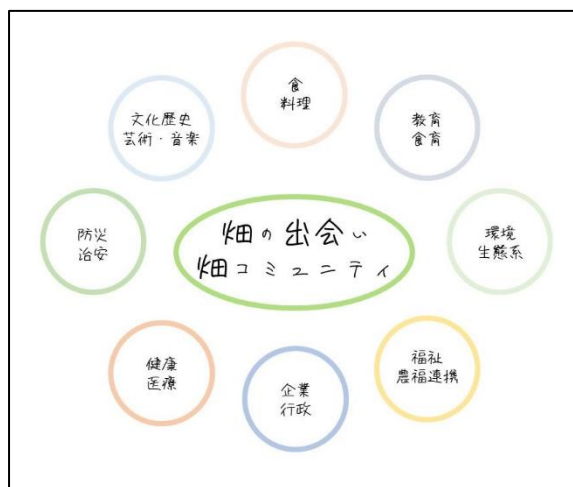 食
料理
教育
食育
環境
生態系
福祉
農福連携
企業
行政
健康
医療
防災
治安
文化歴史
芸術・音楽
畑の出会い
畑コミュニティ